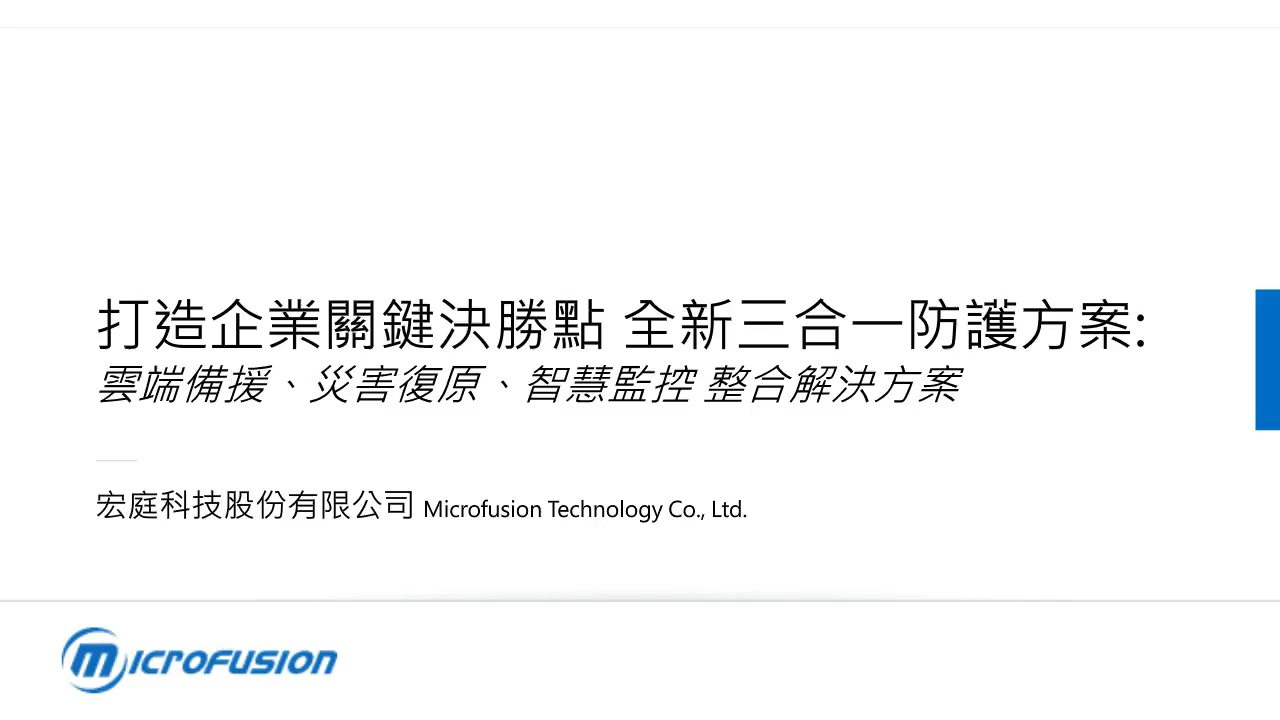 打造企業關鍵決勝點 全新三合一防護方案:
雲端備援、災害復原、智慧監控 整合解決方案
宏庭科技股份有限公司 Microfusion Technology Co., Ltd.
MICROFUSION